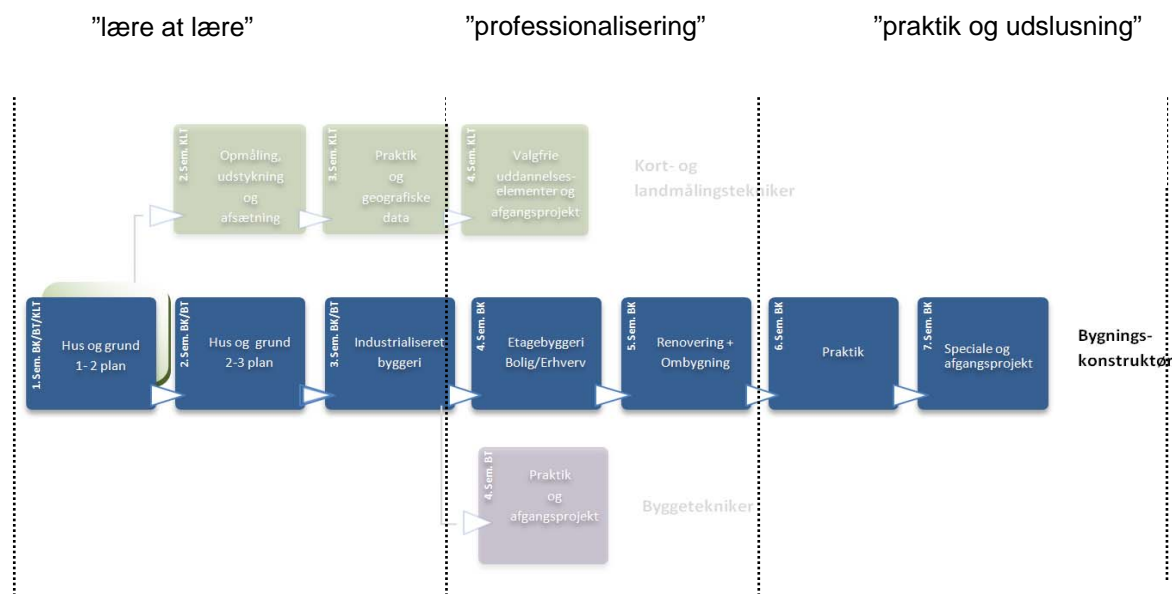 ”lære at lære”
”professionalisering”
”praktik og udslusning”
2. Sem. KLT
Opmåling,
udstykning
og
afsætning
3. Sem. KLT
Praktik
og
geografiske
data
4. Sem. KLT
Valgfrie
uddannelses-
elementer og
afgangsprojekt
Kort- og
landmålingstekniker
1. Sem. BK/BT/KLT
Hus og grund
1- 2 plan
2. Sem. BK/BT
Hus og grund
2-3 plan
3. Sem. BK/BT
Industrialiseret
byggeri
4. Sem. BK
Etagebyggeri
Bolig/Erhverv
5. Sem. BK
Renovering +
Ombygning
6. Sem. BK
Praktik
7. Sem. BK
Speciale og
afgangsprojekt
Bygnings-
konstruktør
4. Sem. BT
Praktik
og
afgangsprojekt
Byggetekniker